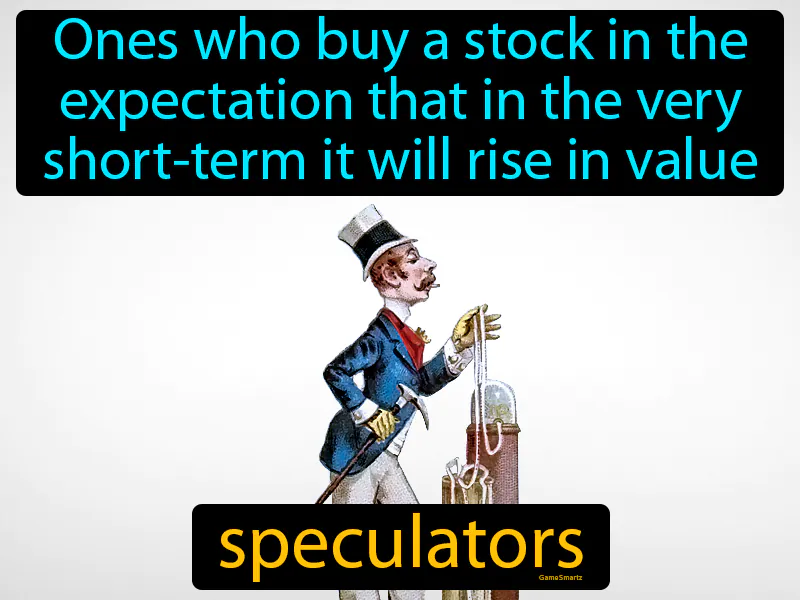 Ones who buy a stock in the
expectation that in the very
short-term it will rise in value
speculators
GameSmartz